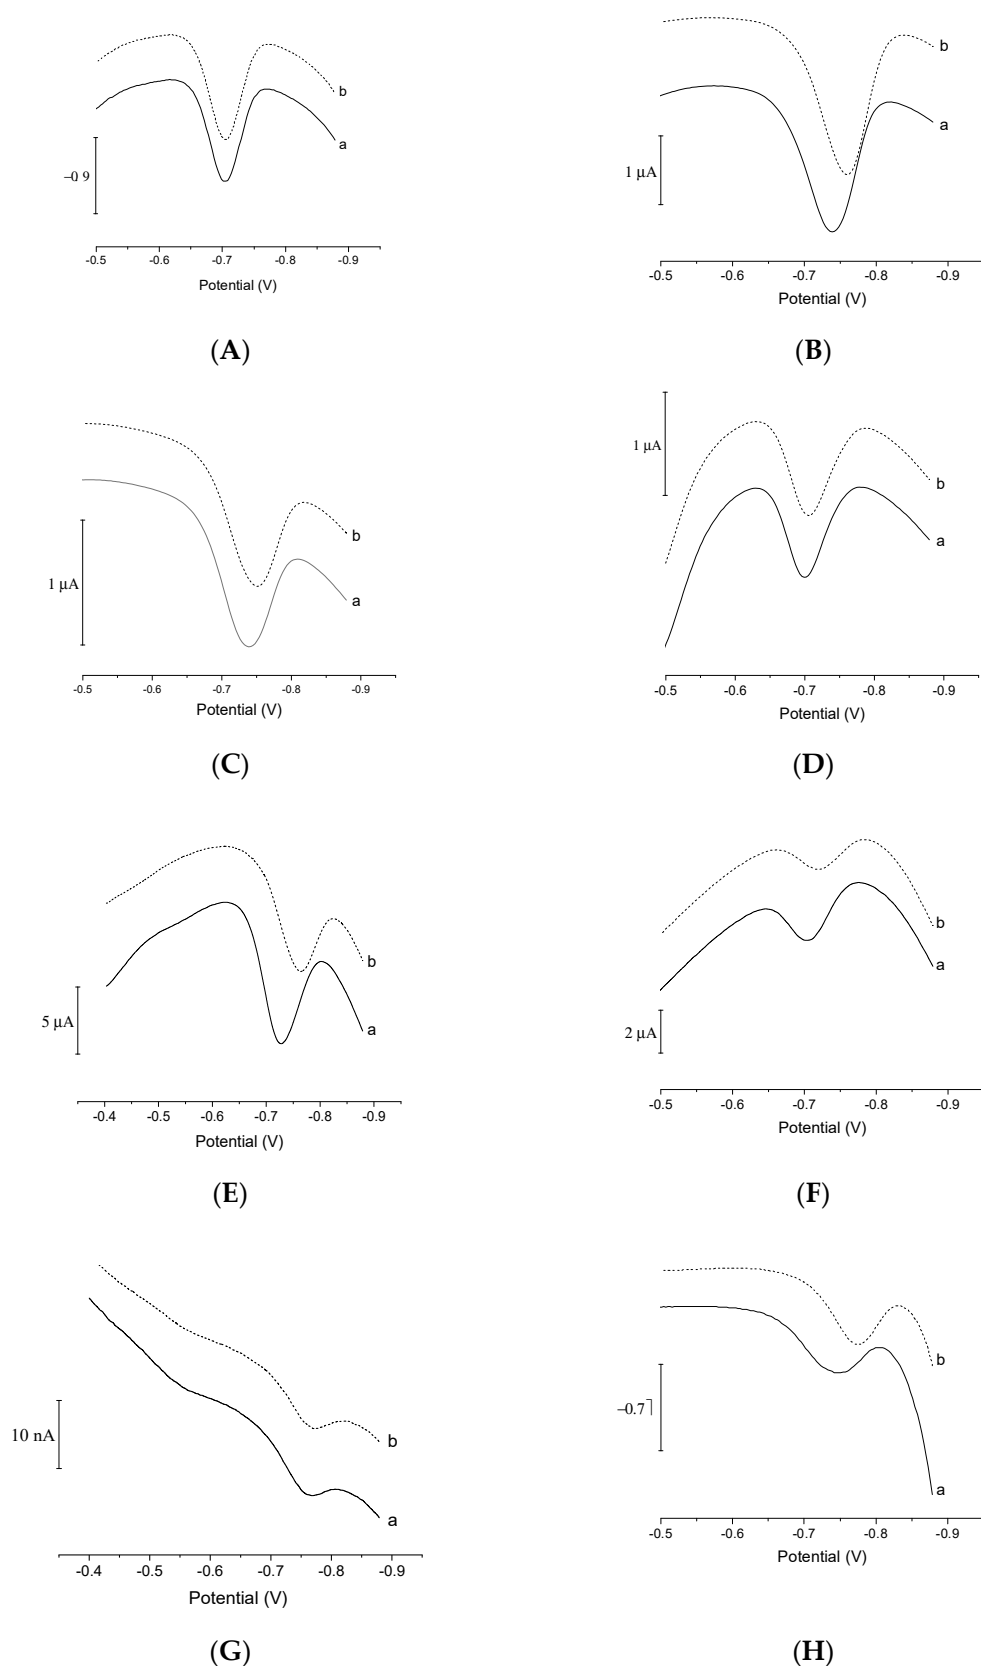 b
a
–0 9
-0.5 -0.6 -0.7 -0.8 -0.9
Potential (V)
(A)
b
a
1 µA
-0.5 -0.6 -0.7 -0.8 -0.9
Potential (V)
(B)
b
a
1 µA
-0.5 -0.6 -0.7 -0.8 -0.9
Potential (V)
(C)
1 µA
b
a
-0.5 -0.6 -0.7 -0.8 -0.9
Potential (V)
(D)
b
a
5 µA
-0.4 -0.5 -0.6 -0.7 -0.8 -0.9
Potential (V)
(E)
b
a
2 µA
-0.5 -0.6 -0.7 -0.8 -0.9
Potential (V)
(F)
10 nA
b
a
-0.4 -0.5 -0.6 -0.7 -0.8 -0.9
Potential (V)
(G)
b
–0.7
a
-0.5 -0.6 -0.7 -0.8 -0.9
Potential (V)
(H)